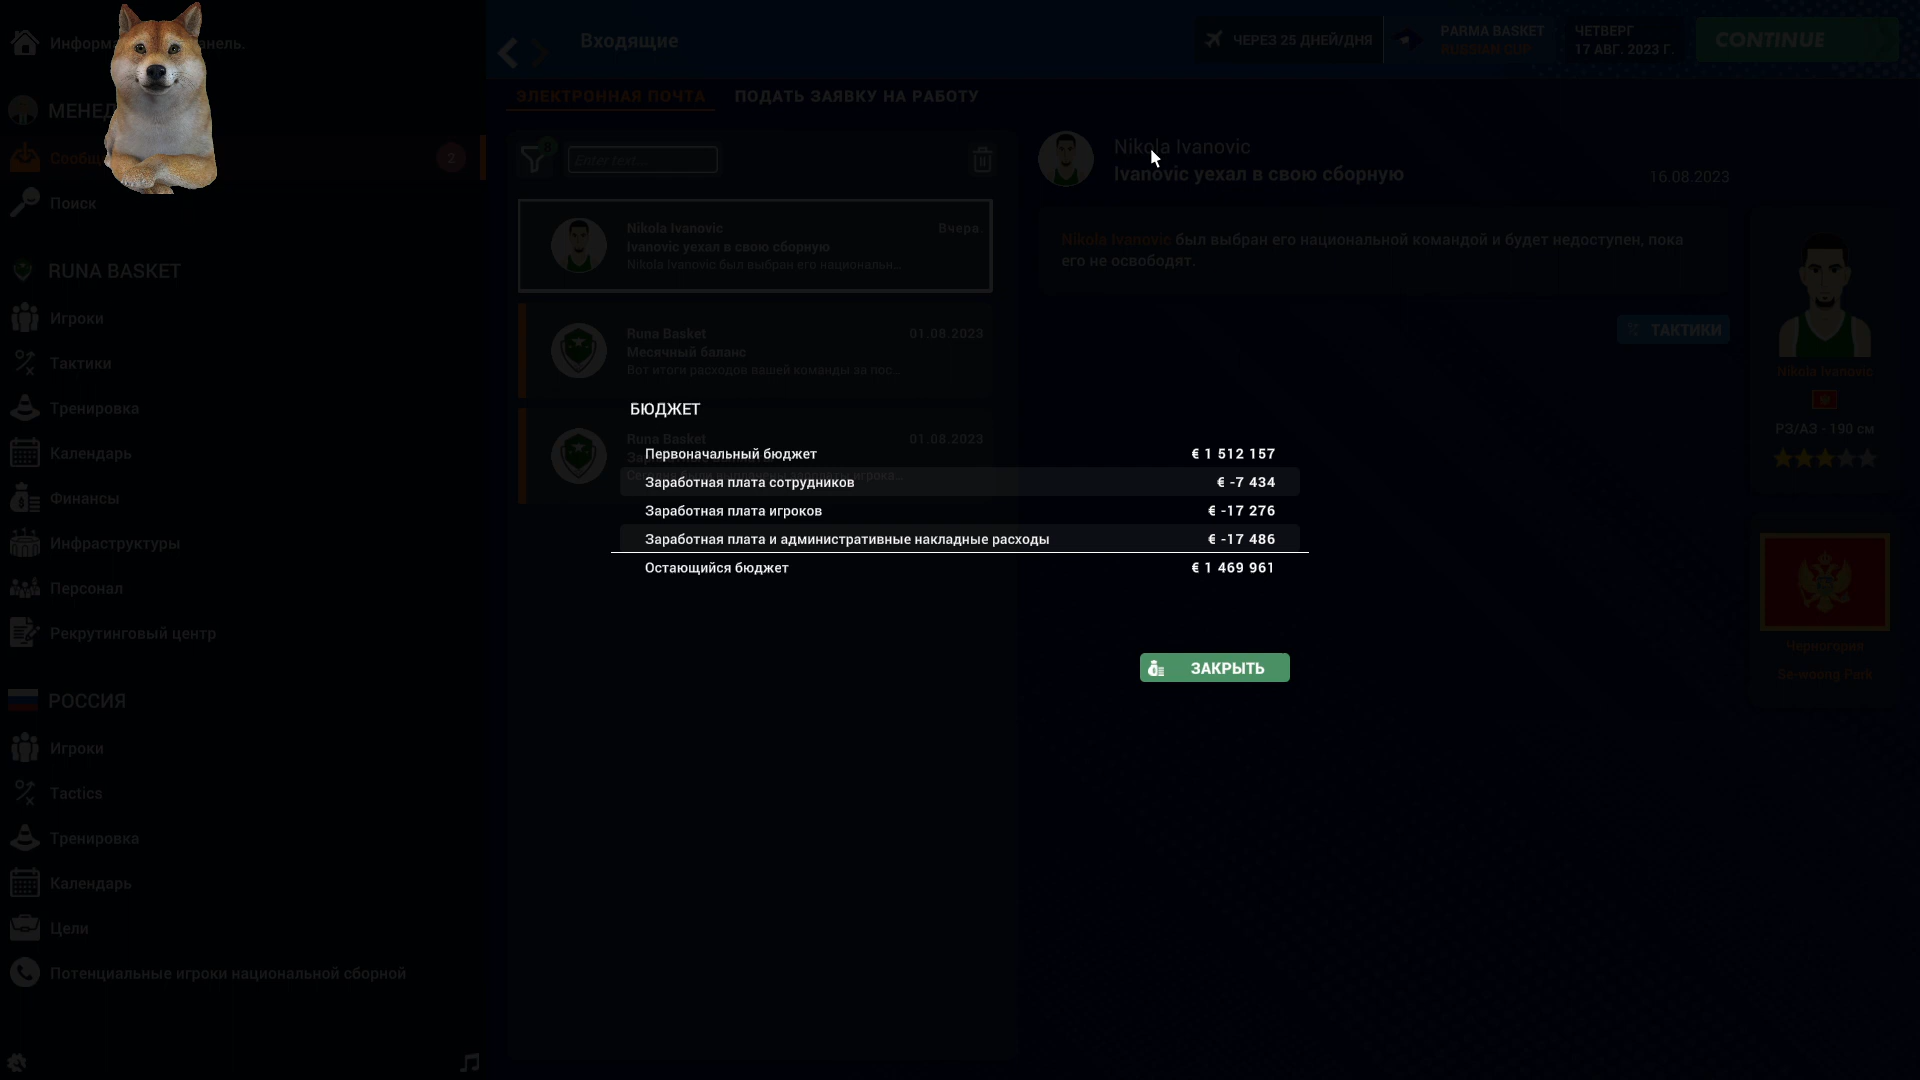 Информ
анель.
МЕНЕД
Сообщ
2
Поиск
RUNA BASKET
Игроки
Тактики
Тренировка
Календарь
Финансы
Инфраструктуры
Персонал
Рекрутинговый центр
РОССИЯ
Игроки
Tactics
Тренировка
Календарь
Цели
Потенциальные игроки национальной сборной
Входящие
ЧЕРЕЗ 25 ДНЕЙ/ДНЯ
PARMA BASKET
RUSSIAN CUP
ЧЕТВЕРГ
17 АВГ. 2023 Г.
CONTINUE
ЭЛЕКТРОННАЯ ПОЧТА
ПОДАТЬ ЗАЯВКУ НА РАБОТУ
Enter text...
Nikola Ivanovic
Вчера.
Ivanovic уехал в свою сборную
Nikola Ivanovic был выбран его националь­н...
Runa Basket
01.08.2023
Месячный баланс
Вот итоги расходов вашей команды за пос...
Runa Basket
01.08.2023
Nikola Ivanovic
Ivanovic уехал в свою сборную
16.08.2023
Nikola Ivanovic был выбран его национальной командой и будет недоступен, пока
его не освободят.
ТАКТИКИ
Nikola Ivanovic
РЗ/АЗ - 190 см
Черногория
Se-woong Park
БЮДЖЕТ
Первоначальный бюджет € 1 512 157
Заработная плата сотрудников € -7 434
Заработная плата игроков € -17 276
Заработная плата и административные накладные расходы € -17 486
Остающийся бюджет € 1 469 961
ЗАКРЫТЬ